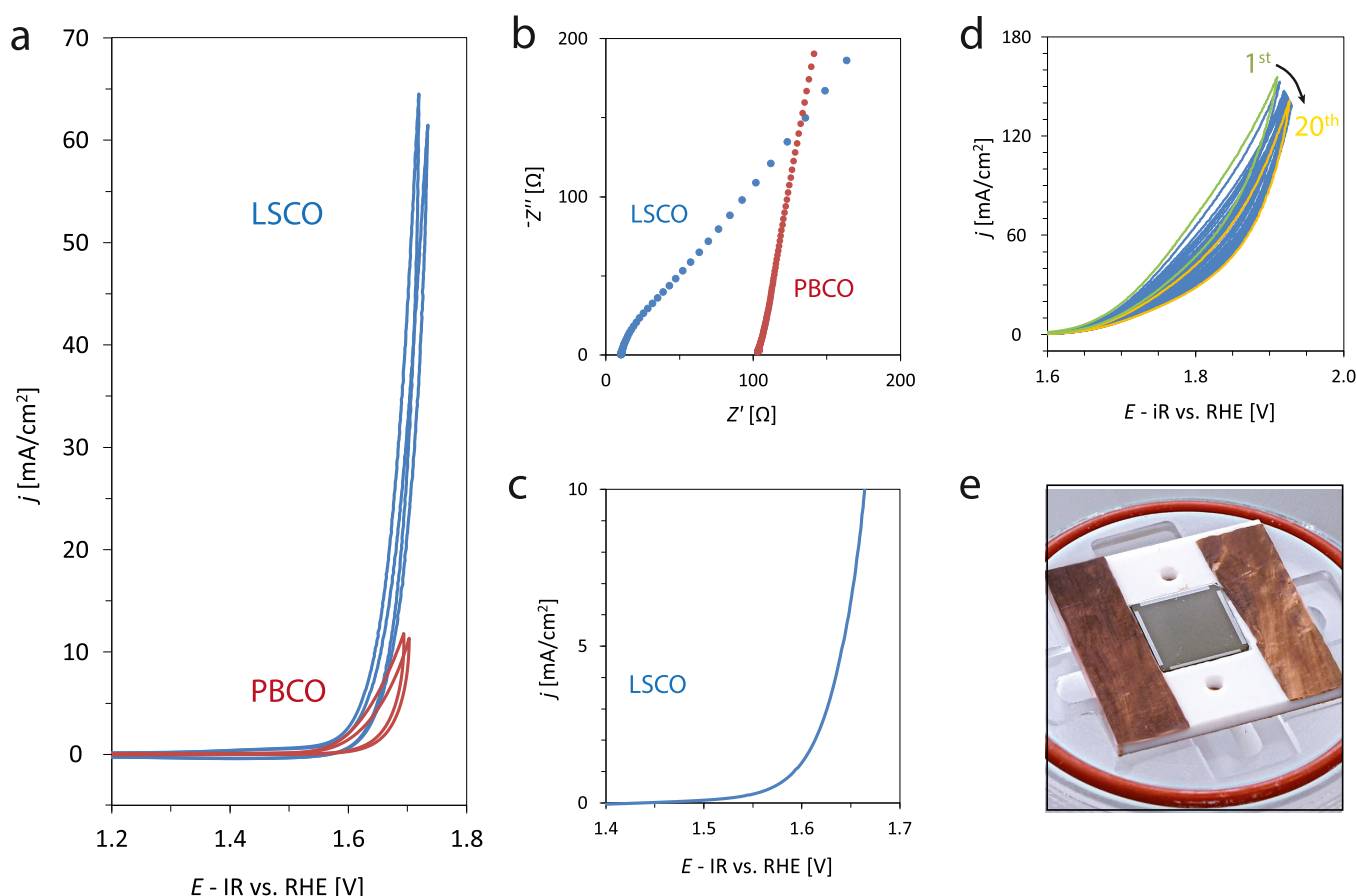 a
70
60
50
40
30
20
10
0
j [mA/cm²]
LSCO
PBCO
1.2 1.4 1.6 1.8
E - IR vs. RHE [V]
b
200
100
0
-Z'' [Ω]
LSCO
PBCO
0 100 200
Z' [Ω]
c
10
5
0
j [mA/cm²]
LSCO
1.4 1.5 1.6 1.7
E - IR vs. RHE [V]
d
180
120
60
0
j [mA/cm²]
1st
20th
1.6 1.8 2.0
E - iR vs. RHE [V]
e